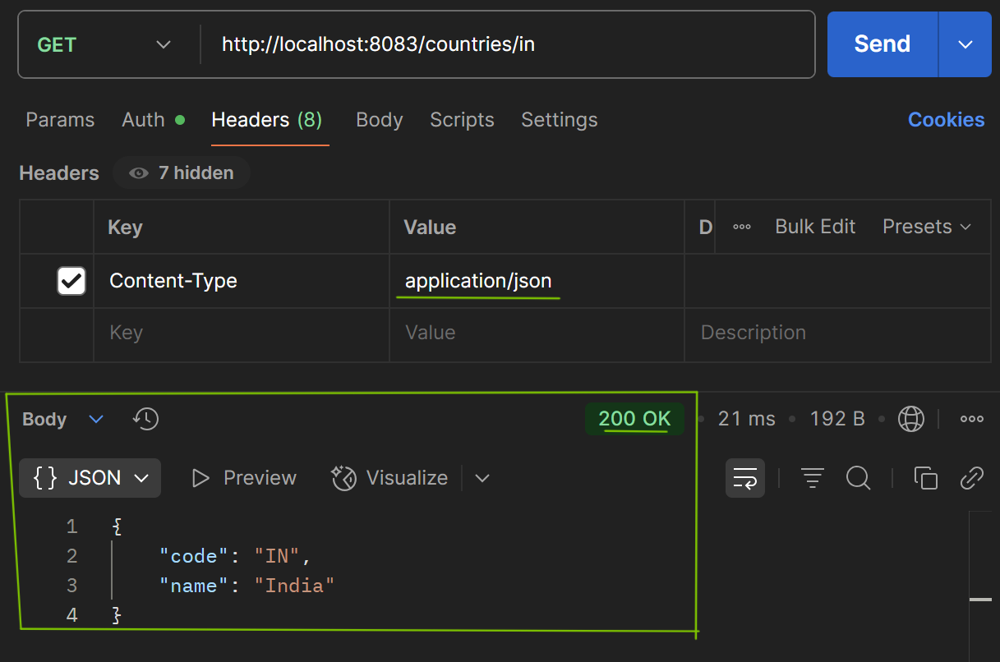 GET http://localhost:8083/countries/in Send
Params Auth Headers (8) Body Scripts Settings Cookies
Headers 7 hidden
Key Value D Bulk Edit Presets
Content-Type application/json
Key Value Description
Body 200 OK 21 ms 192 B
{} JSON Preview Visualize
1 {
2 "code": "IN",
3 "name": "India"
4 }